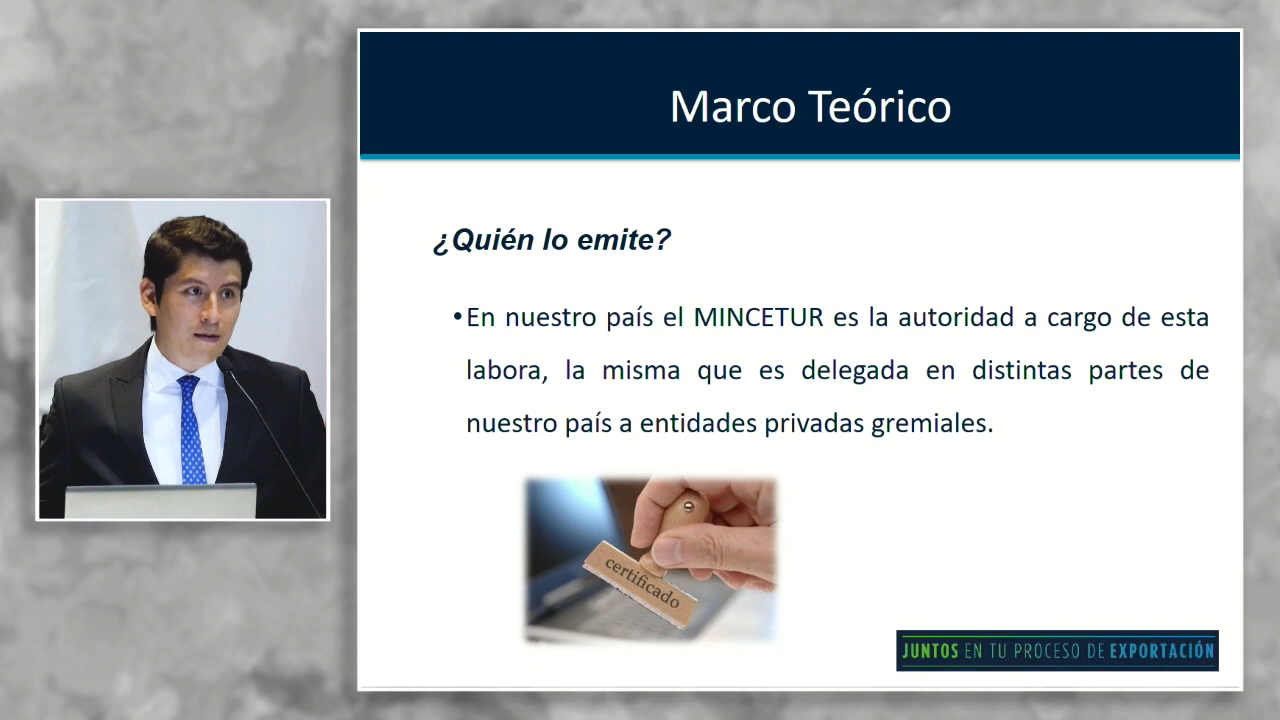 Marco Teórico
¿Quién lo emite?
•En nuestro país el MINCETUR es la autoridad a cargo de esta
labora, la misma que es delegada en distintas partes de
nuestro país a entidades privadas gremiales.
certificado
JUNTOS EN TU PROCESO DE EXPORTACIÓN